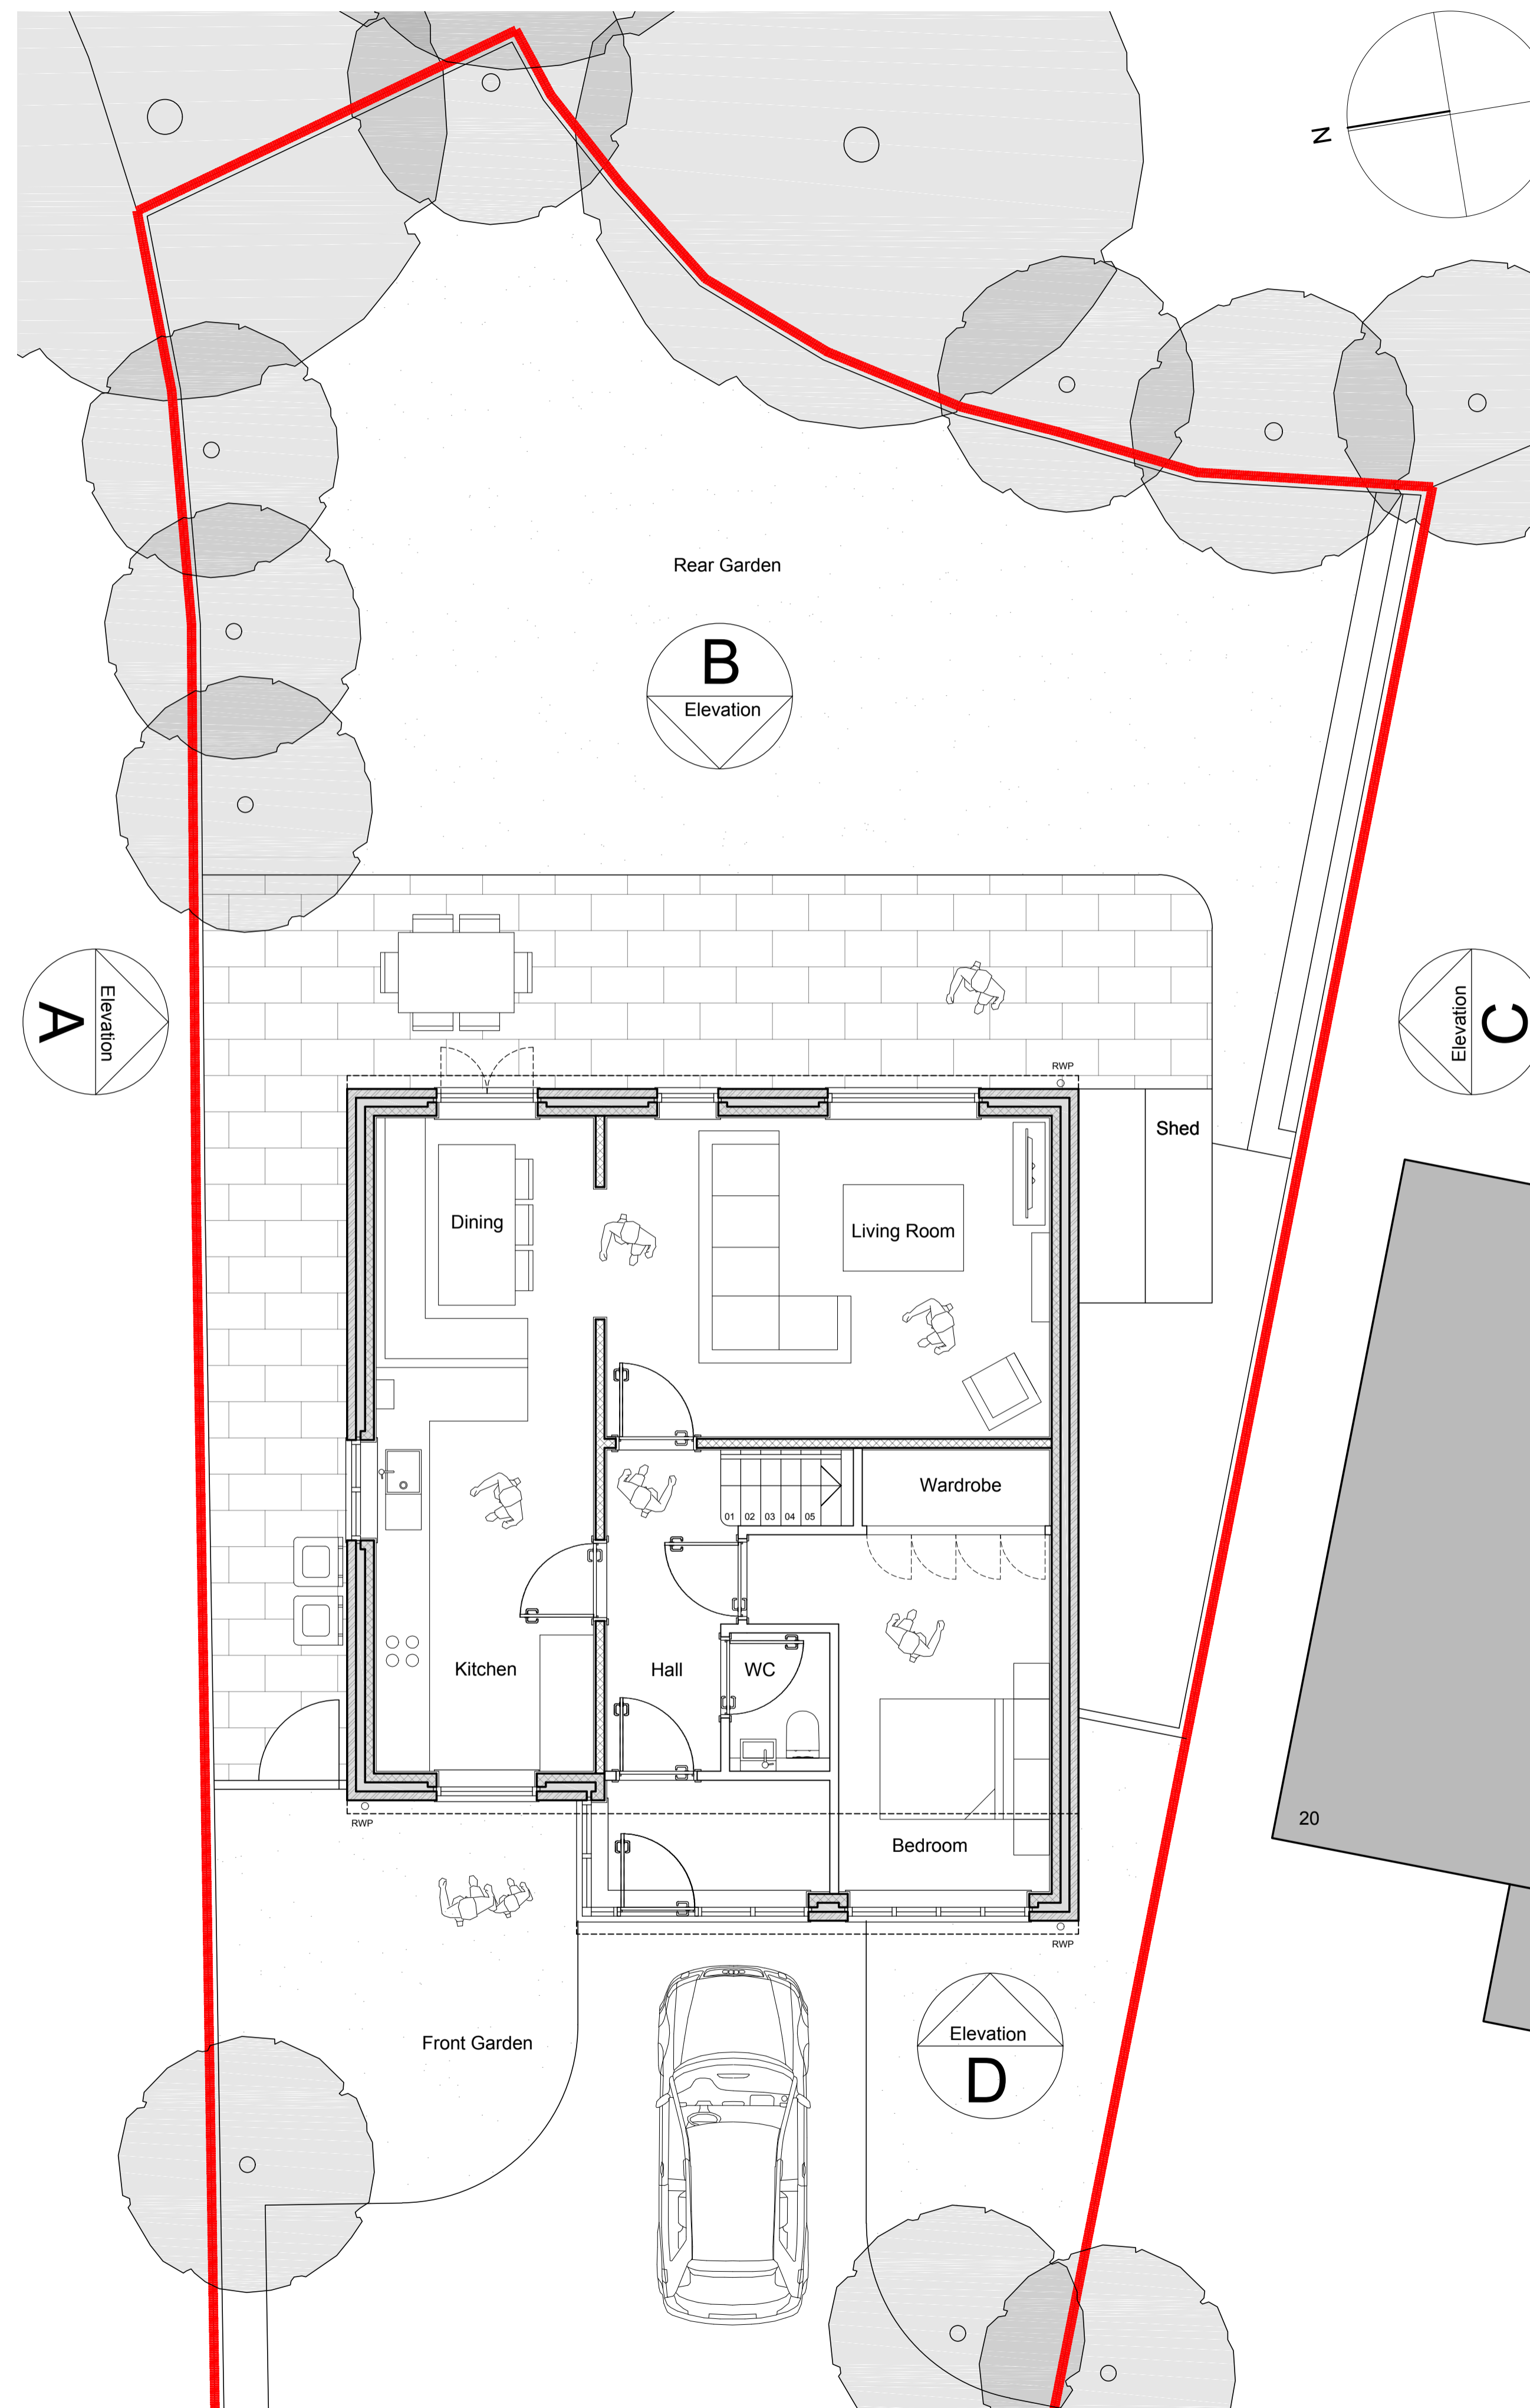 N
Rear Garden
B
Elevation
A
Elevation
Elevation
C
RWP
Shed
Dining
Living Room
Wardrobe
01 02 03 04 05
Kitchen
Hall
WC
RWP
20
Bedroom
RWP
Elevation
D
Front Garden